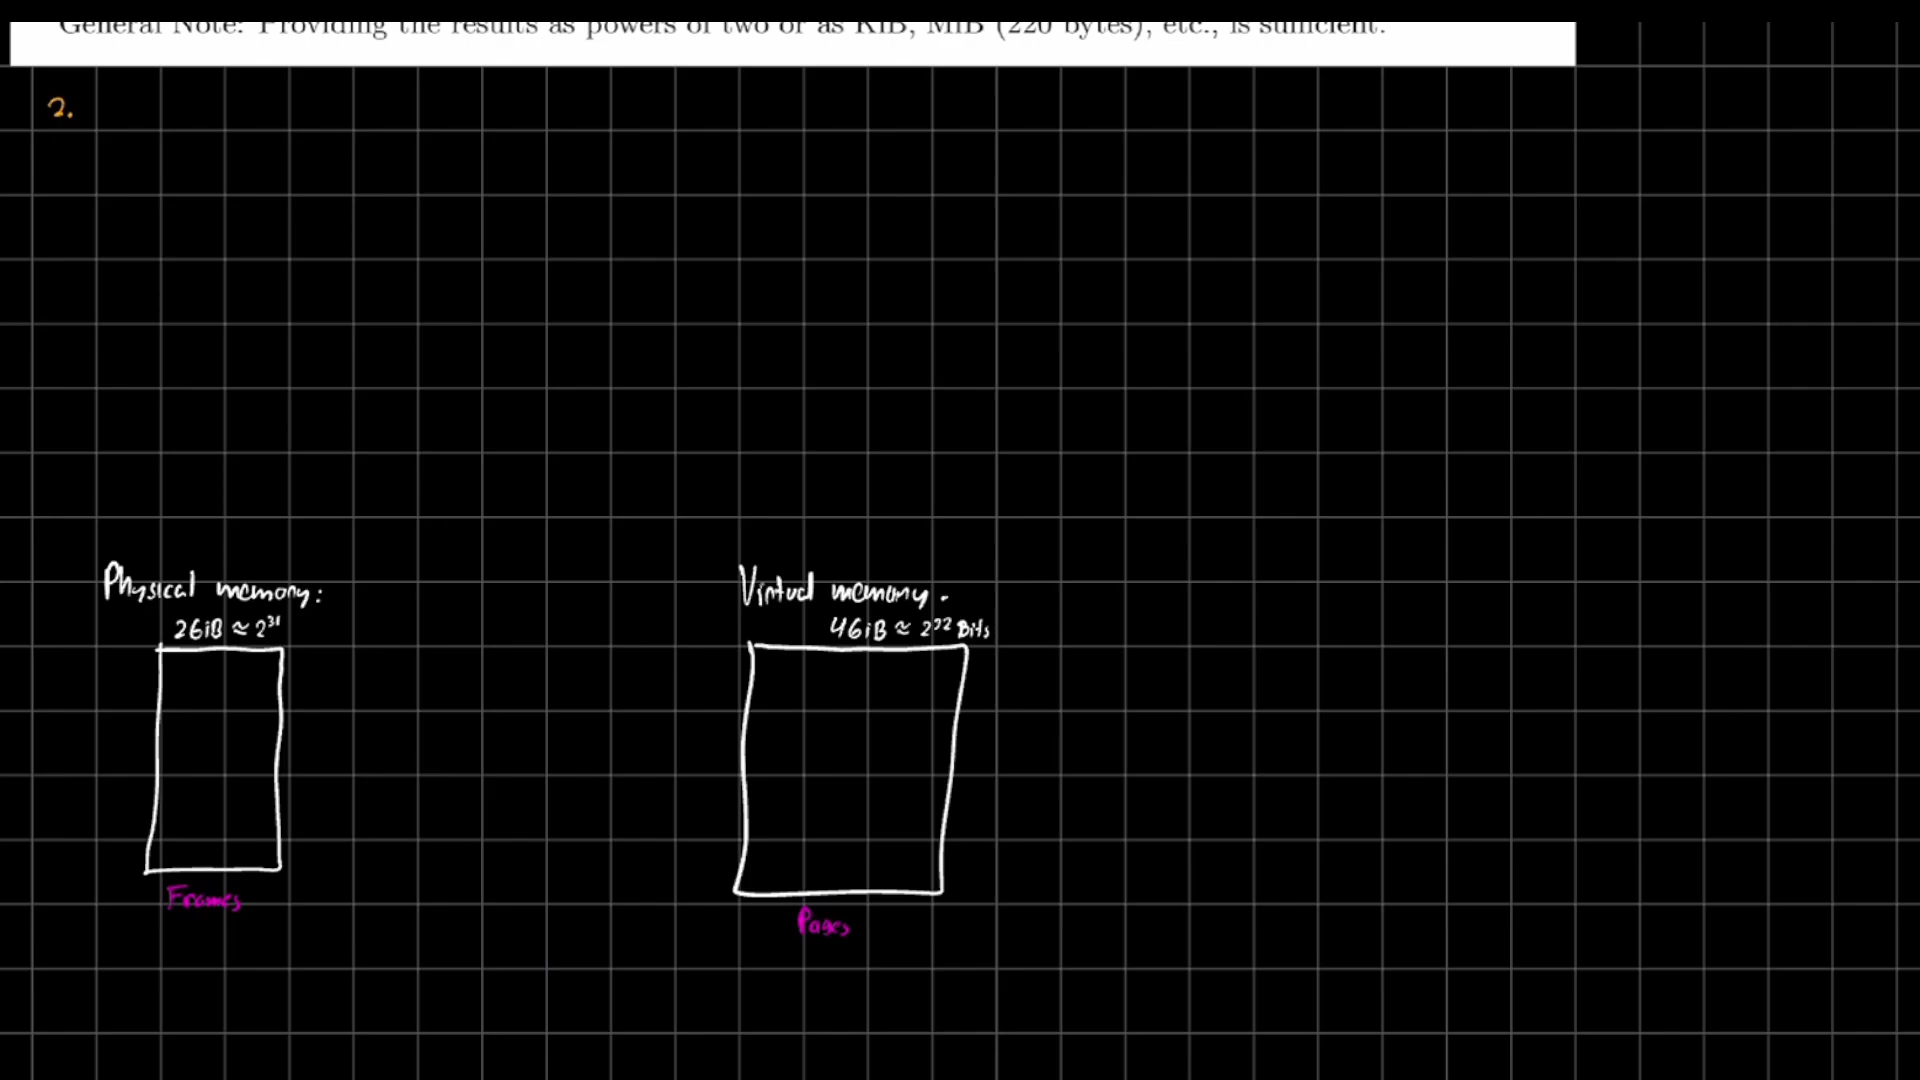 General Note: Providing the results as powers of two or as KiB, MiB (220 bytes), etc., is sufficient.
2.
Physical memory:
2GiB ≈ 2³¹
Virtual memory.
4GiB ≈ 2³² Bits
Frames
Pages